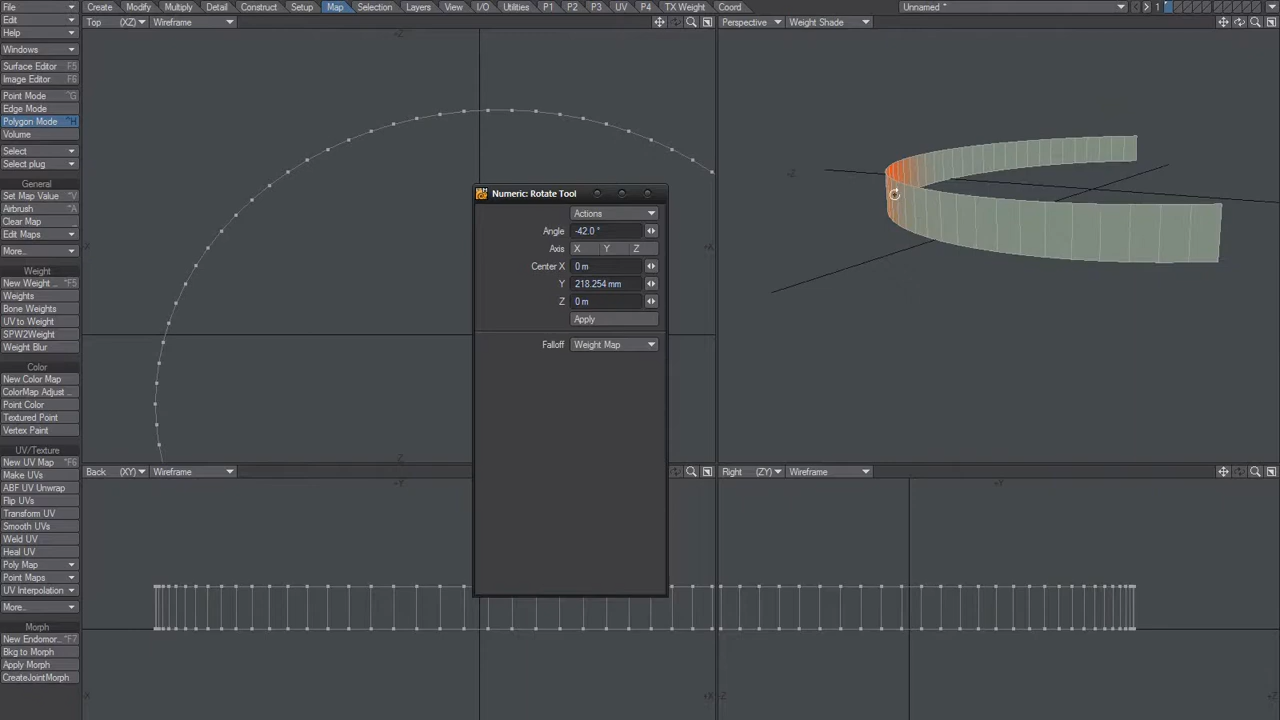 File
Edit
Help
Windows
Surface Editor F5
Image Editor F6
Point Mode ^G
Edge Mode
Polygon Mode ^H
Volume
Select
Select plug
General
Set Map Value ^V
Airbrush
Clear Map
Edit Maps
More...
Weight
New Weight ... ^F5
Weights
Bone Weights
UV to Weight
SPW2Weight
Weight Blur
Color
New Color Map
ColorMap Adjust ...
Point Color
Textured Point
Vertex Paint
UV/Texture
New UV Map ^F6
Make UVs
ABF UV Unwrap
Flip UVs
Transform UV
Smooth UVs
Weld UV
Heal UV
Poly Map
Point Maps
UV Interpolation
More...
Morph
New Endomor... ^F7
Bkg to Morph
Apply Morph
CreateJointMorph
Create Modify Multiply Detail Construct Setup Map Selection Layers View I/O Utilities P1 P2 P3 UV P4 TX Weight Coord
Unnamed * 1
Top (XZ) Wireframe
Perspective Weight Shade
+Z
-X
+X
-Z
Numeric: Rotate Tool
Actions
Angle -42.0 °
Axis X Y Z
Center X 0 m
Y 218.254 mm
Z 0 m
Apply
Falloff Weight Map
Back (XY) Wireframe
Right (ZY) Wireframe
+Y
+Y
-X
+X
-Z
+Z